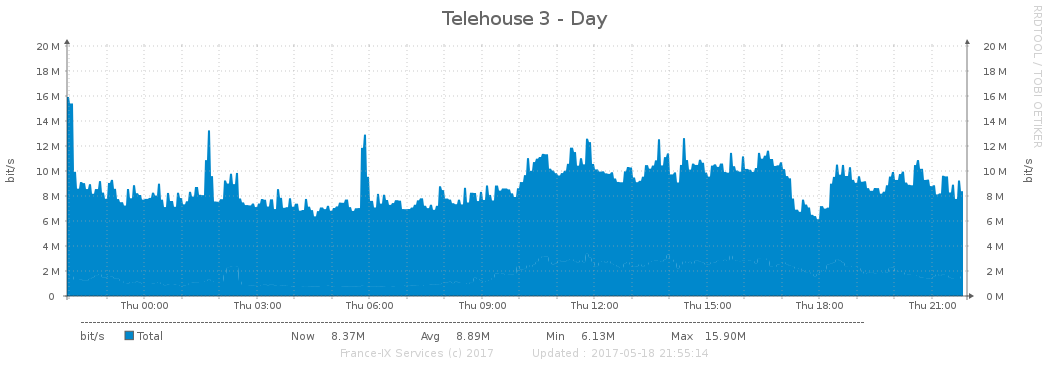 Telehouse 3 - Day
RRDTOOL / TOBI OETIKER
bit/s
20 M 20 M
18 M 18 M
16 M 16 M
14 M 14 M
12 M 12 M
10 M 10 M
8 M 8 M
6 M 6 M
4 M 4 M
2 M 2 M
0 0 M
bit/s
Thu 00:00 Thu 03:00 Thu 06:00 Thu 09:00 Thu 12:00 Thu 15:00 Thu 18:00 Thu 21:00
bit/s Total Now 8.37M Avg 8.89M Min 6.13M Max 15.90M
France-IX Services (c) 2017 Updated : 2017-05-18 21:55:14